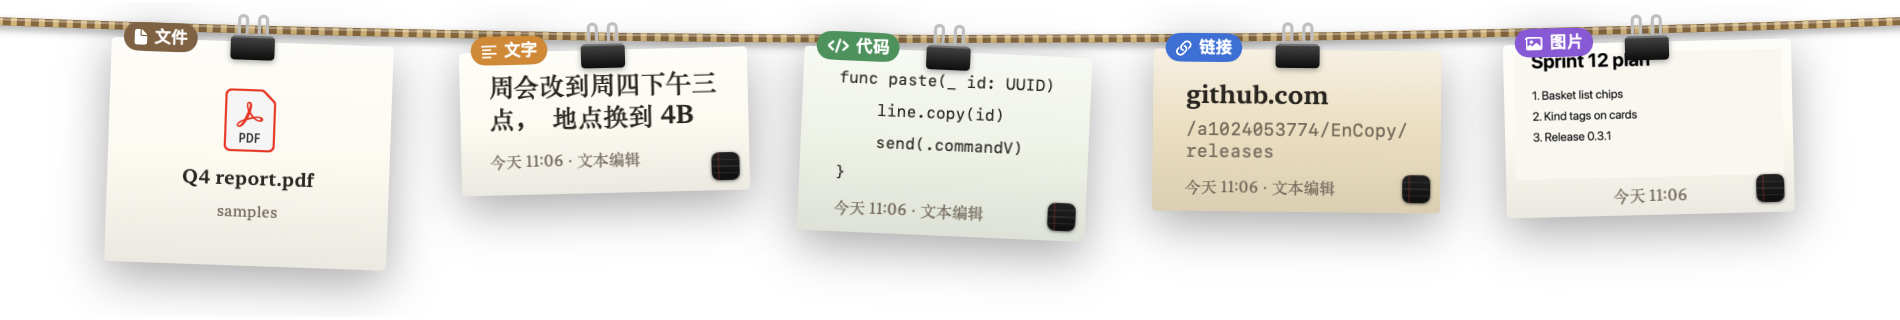 文件
PDF
Q4 report.pdf
samples
文字
周会改到周四下午三
点， 地点换到 4B
今天 11:06 · 文本编辑
代码
func paste(_ id: UUID)
line.copy(id)
send(.commandV)
}
今天 11:06 · 文本编辑
链接
github.com
/a1024053774/EnCopy/
releases
今天 11:06 · 文本编辑
图片
Sprint 12 plan
1. Basket list chips
2. Kind tags on cards
3. Release 0.3.1
今天 11:06